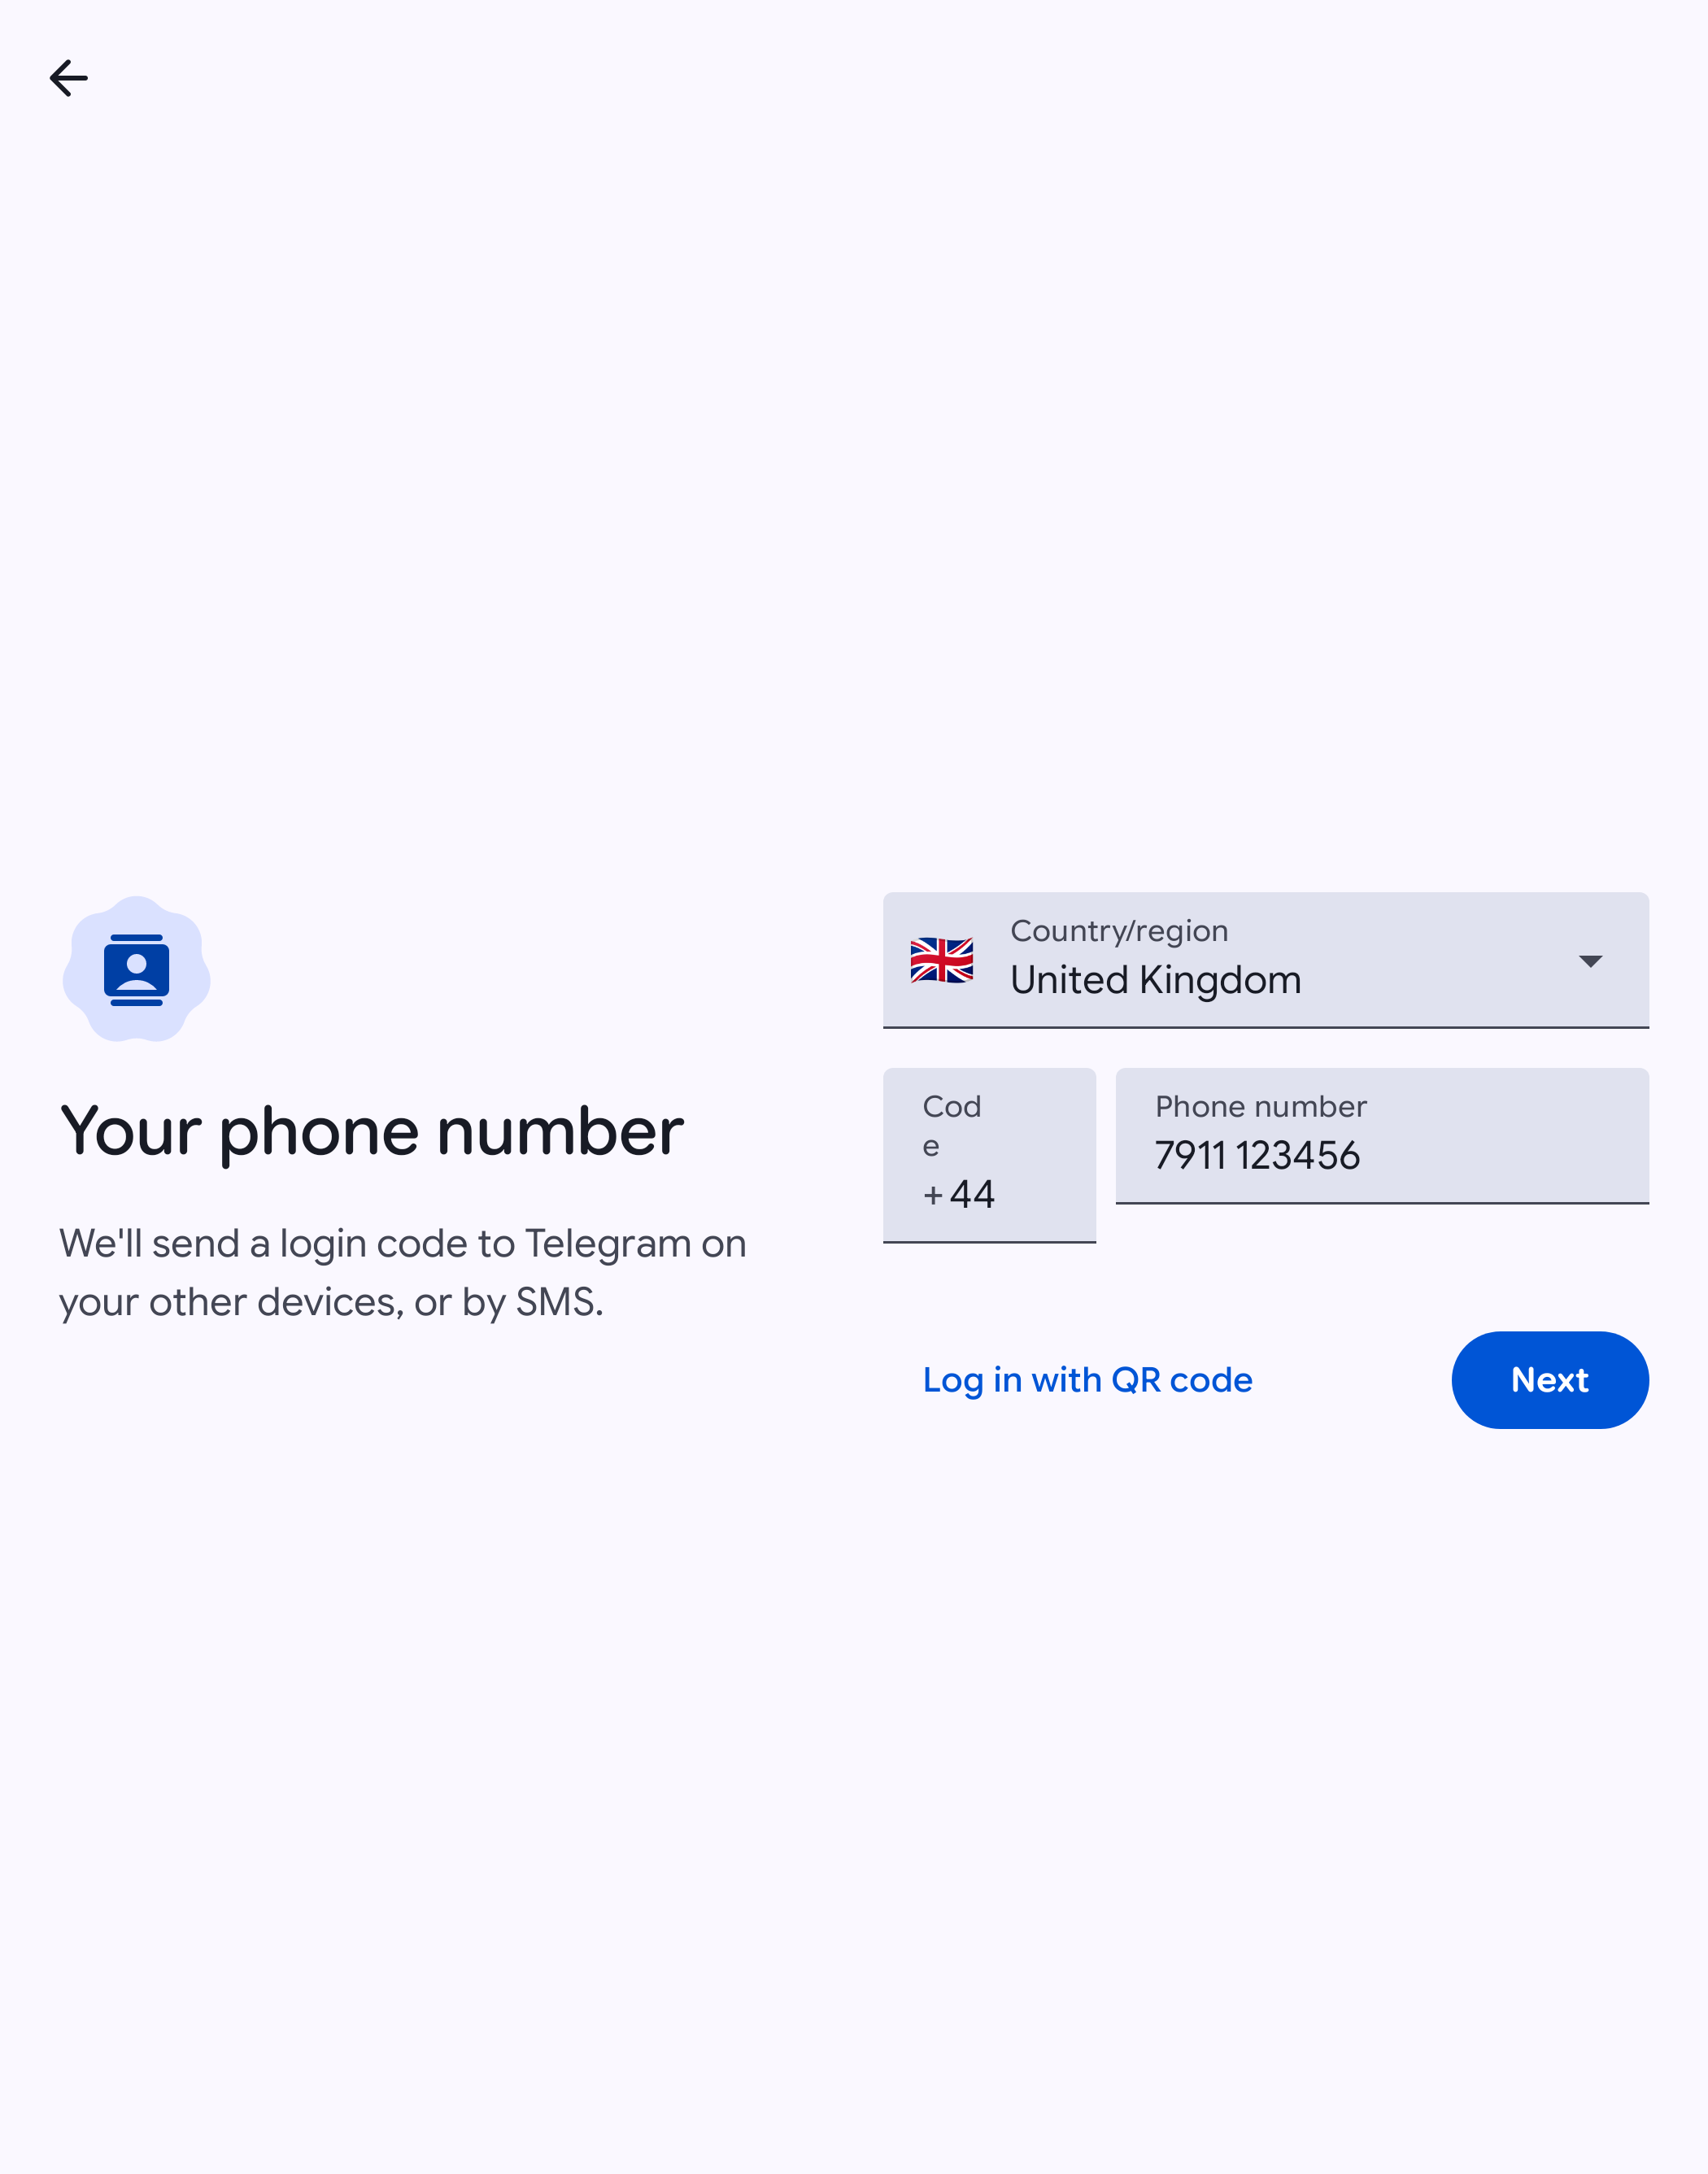 Your phone number
We'll send a login code to Telegram on
your other devices, or by SMS.
Country/region
United Kingdom
Cod
e
+ 44
Phone number
7911 123456
Log in with QR code
Next